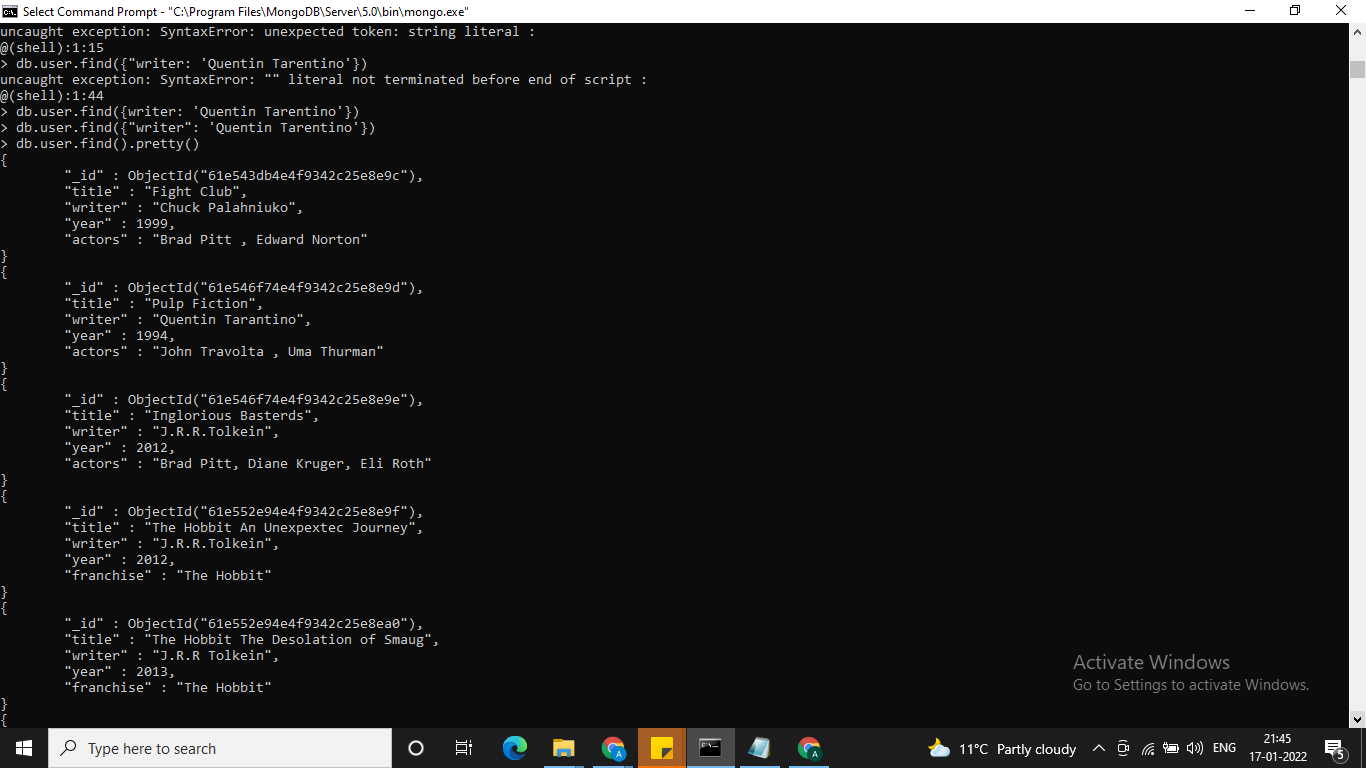 Select Command Prompt - "C:\Program Files\MongoDB\Server\5.0\bin\mongo.exe"
uncaught exception: SyntaxError: unexpected token: string literal :
@(shell):1:15
> db.user.find({"writer: 'Quentin Tarentino'})
uncaught exception: SyntaxError: "" literal not terminated before end of script :
@(shell):1:44
> db.user.find({writer: 'Quentin Tarentino'})
> db.user.find({"writer": 'Quentin Tarentino'})
> db.user.find().pretty()
{
"_id" : ObjectId("61e543db4e4f9342c25e8e9c"),
"title" : "Fight Club",
"writer" : "Chuck Palahniuko",
"year" : 1999,
"actors" : "Brad Pitt , Edward Norton"
}
{
"_id" : ObjectId("61e546f74e4f9342c25e8e9d"),
"title" : "Pulp Fiction",
"writer" : "Quentin Tarantino",
"year" : 1994,
"actors" : "John Travolta , Uma Thurman"
}
{
"_id" : ObjectId("61e546f74e4f9342c25e8e9e"),
"title" : "Inglorious Basterds",
"writer" : "J.R.R.Tolkein",
"year" : 2012,
"actors" : "Brad Pitt, Diane Kruger, Eli Roth"
}
{
"_id" : ObjectId("61e552e94e4f9342c25e8e9f"),
"title" : "The Hobbit An Unexpextec Journey",
"writer" : "J.R.R.Tolkein",
"year" : 2012,
"franchise" : "The Hobbit"
}
{
"_id" : ObjectId("61e552e94e4f9342c25e8ea0"),
"title" : "The Hobbit The Desolation of Smaug",
"writer" : "J.R.R Tolkein",
"year" : 2013,
"franchise" : "The Hobbit"
}
{
Activate Windows
Go to Settings to activate Windows.
Type here to search
11°C Partly cloudy
ENG
21:45
17-01-2022
5